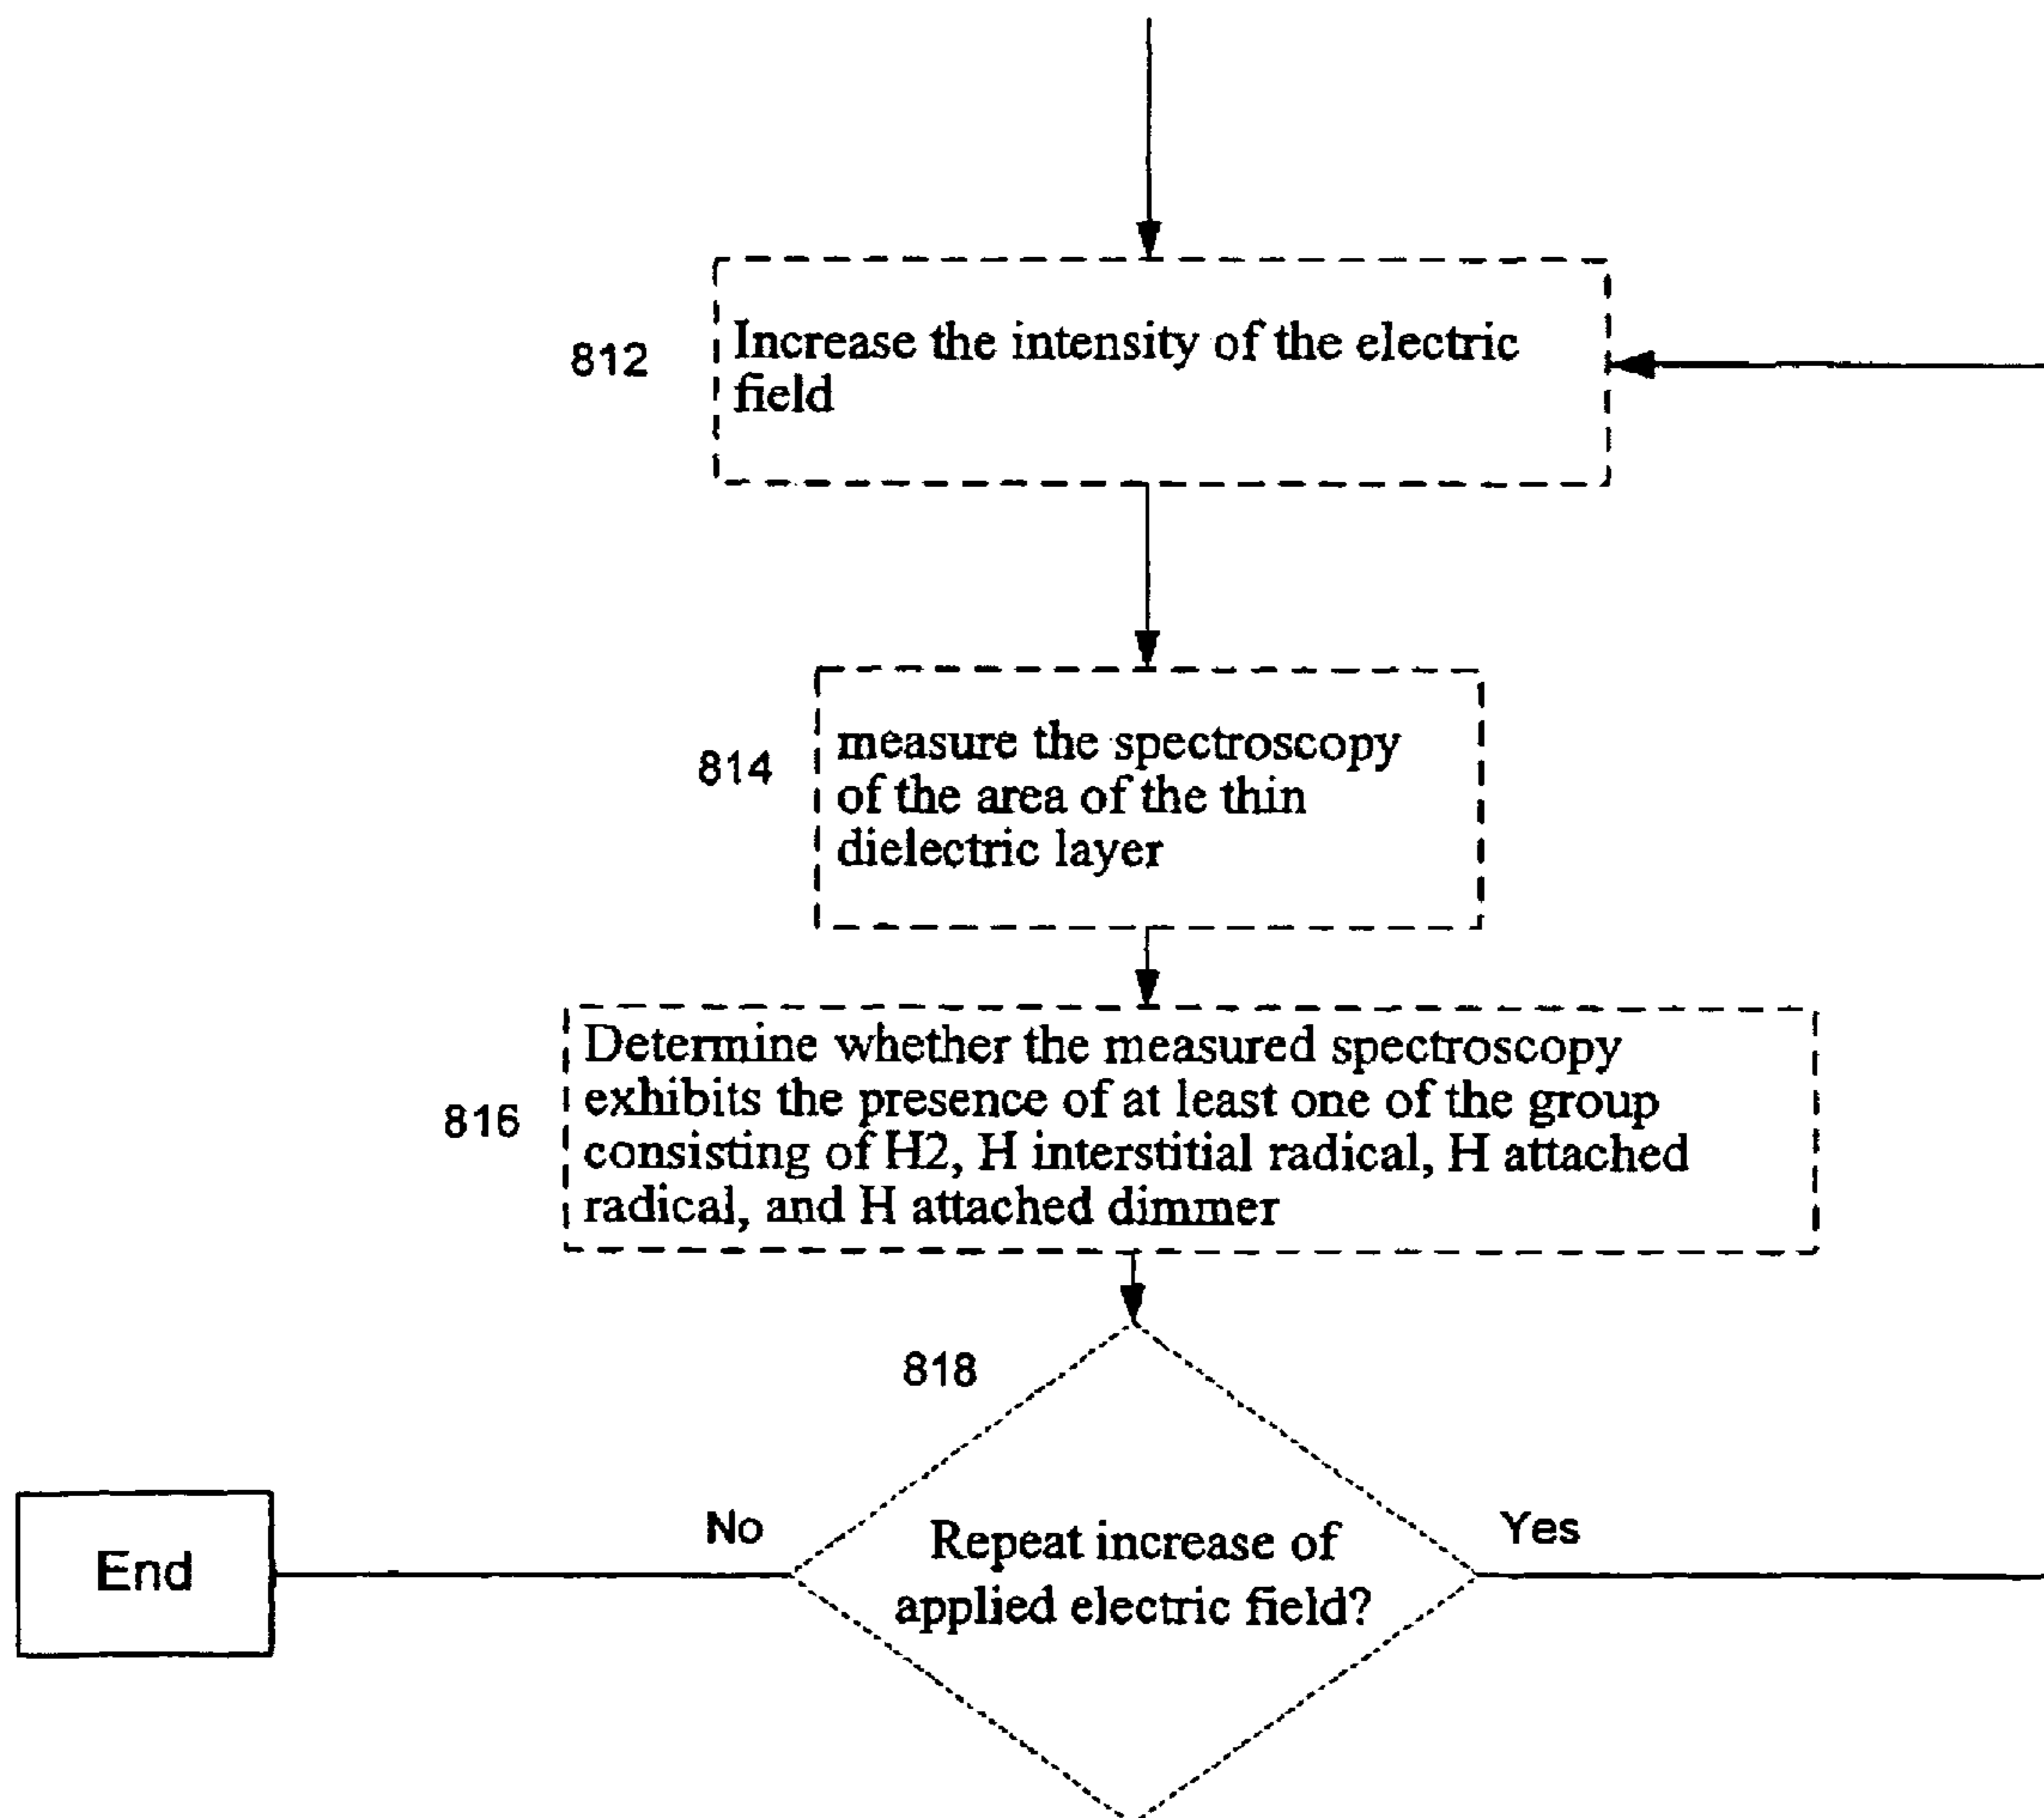 812
Increase the intensity of the electric
field
814
measure the spectroscopy
of the area of the thin
dielectric layer
816
Determine whether the measured spectroscopy
exhibits the presence of at least one of the group
consisting of H2, H interstitial radical, H attached
radical, and H attached dimmer
818
End
No
Repeat increase of
applied electric field?
Yes